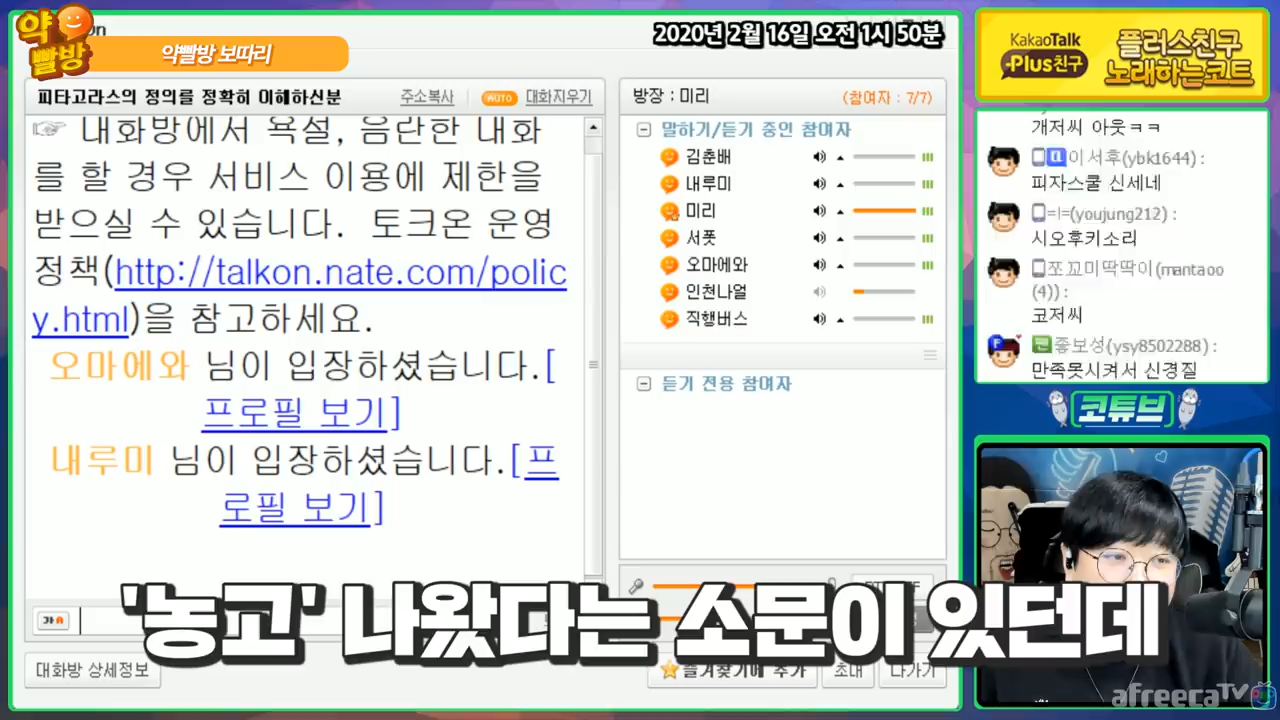 약빨방
on
약빨방 보따리
2020년 2월 16일 오전 1시 50분
피타고라스의 정의를 정확히 이헤하신분
주소복사
AUTO
대화지우기
☞ 대화방에서 욕설, 음란한 대화
를 할 경우 서비스 이용에 제한을
받으실 수 있습니다. 토크온 운영
정책(http://talkon.nate.com/polic
y.html)을 참고하세요.
오마에와 님이 입장하셨습니다.[
프로필 보기]
내루미 님이 입장하셨습니다.[프
로필 보기]
가
대화방 상세정보
방장 : 미리
(참여자 : 7/7)
말하기/듣기 중인 참여자
김춘배
내루미
미리
서폿
오마에와
인천나얼
직행버스
듣기 전용 참여자
즐겨찾기에 추가
초대
나가기
'농고' 나왔다는 소문이 있던데
KakaoTalk
Plus친구
플러스친구
노래하는코트
개저씨 아웃ㅋㅋ
이서후(ybk1644) :
피자스쿨 신세네
=!=(youjung212) :
시오후키소리
쪼꼬미딱딱이(mantaoo
(4)) :
코저씨
F
팬
종보성(ysy8502288) :
만족못시켜서 신경질
코튜브
afreecaTV